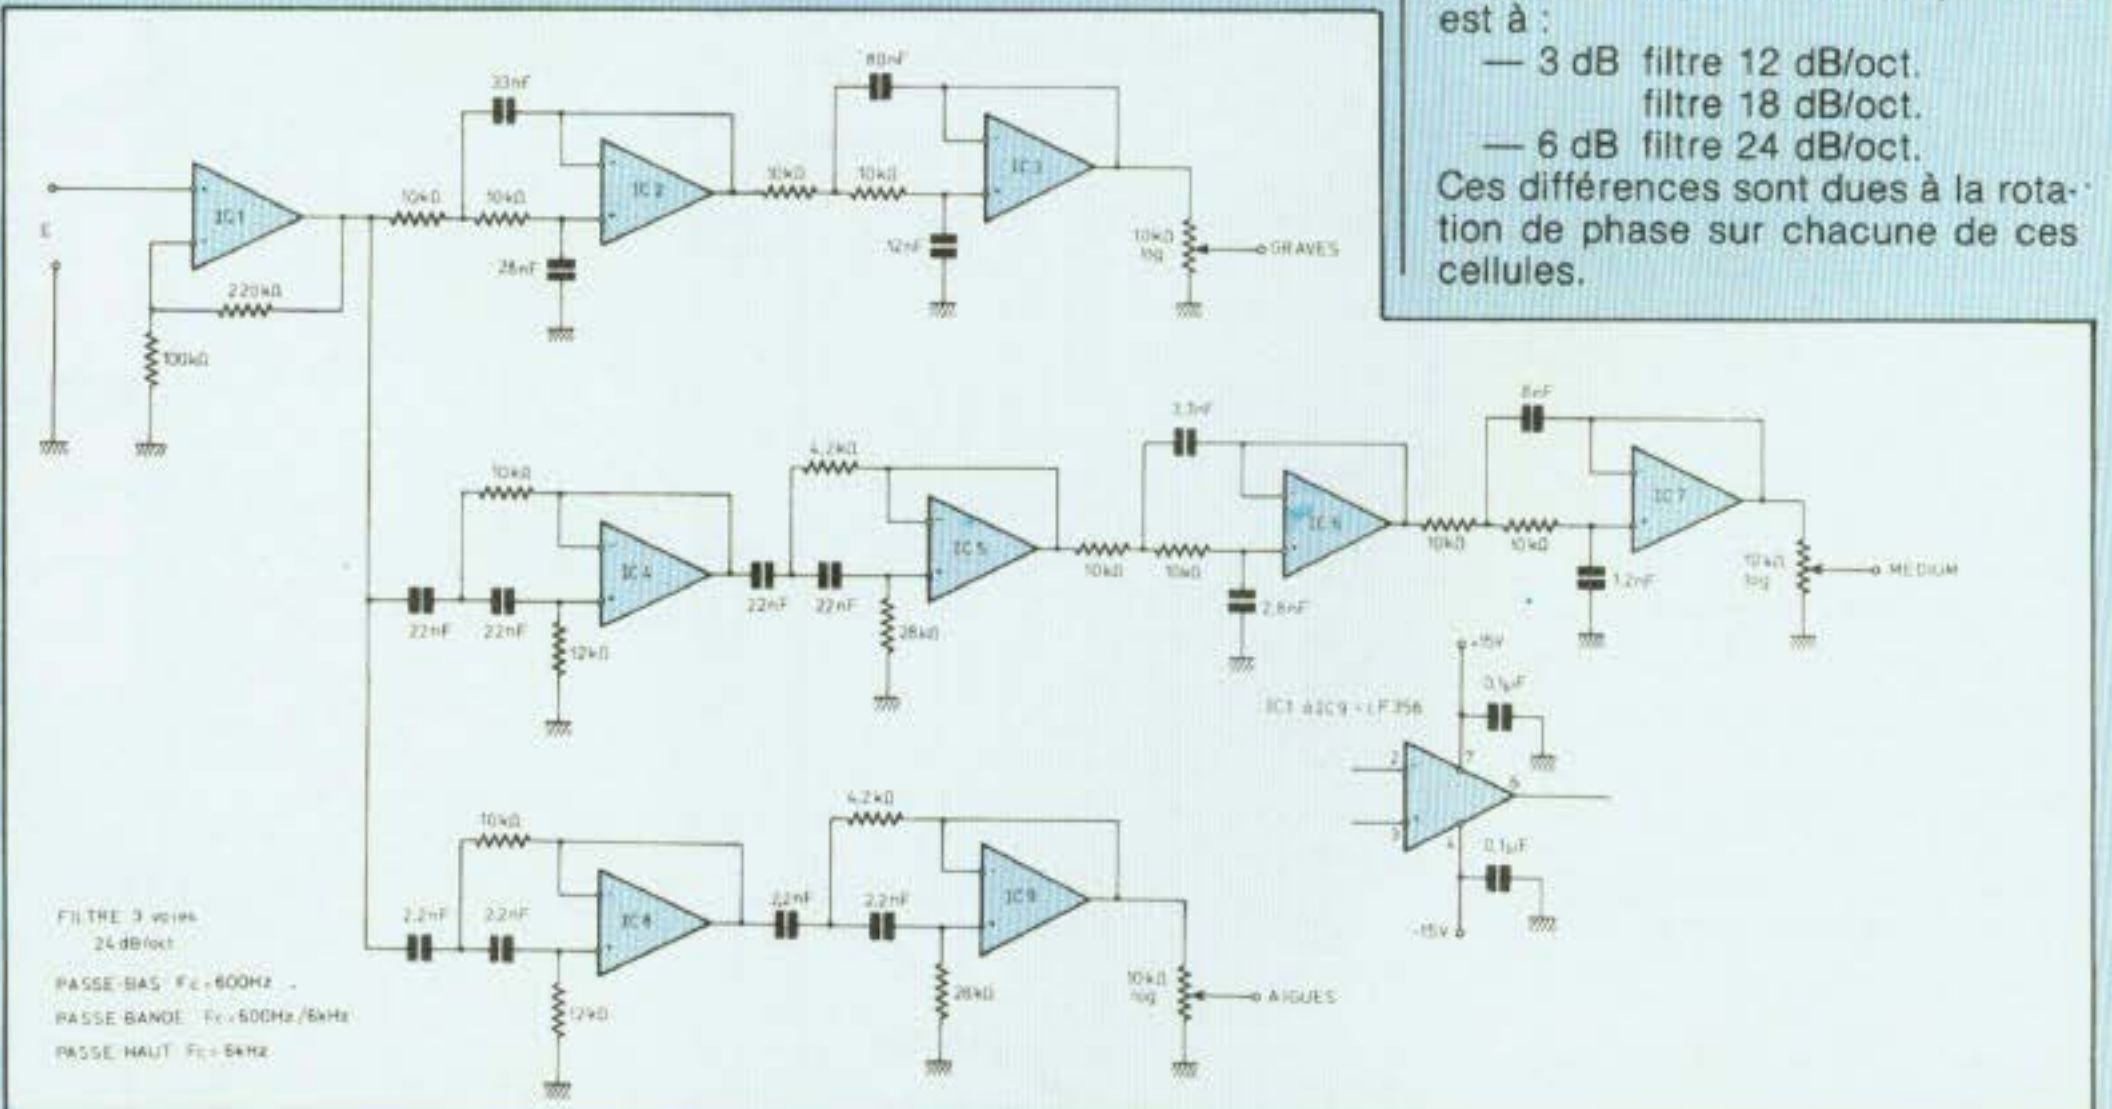 est à :
— 3 dB filtre 12 dB/oct.
filtre 18 dB/oct.
— 6 dB filtre 24 dB/oct.
Ces différences sont dues à la rota-
tion de phase sur chacune de ces
cellules.
33nF
80nF
IC1
10kΩ
10kΩ
IC2
10kΩ
10kΩ
IC3
E
28nF
12nF
10kΩ
log
GRAVES
220kΩ
100kΩ
10kΩ
4,2kΩ
3,3nF
8nF
IC4
IC5
IC6
IC7
22nF
22nF
22nF
22nF
10kΩ
10kΩ
10kΩ
10kΩ
12kΩ
28kΩ
2,8nF
1,2nF
10kΩ
log
MEDIUM
+15V
0,1µF
IC1 à IC9 = LF356
2
7
6
3
4
0,1µF
-15V
10kΩ
4,2kΩ
2,2nF
2,2nF
IC8
2,2nF
2,2nF
IC9
12kΩ
28kΩ
10kΩ
log
AIGUES
FILTRE 3 voies
24 dB/oct
PASSE-BAS Fc=600Hz
PASSE BANDE Fc=600Hz/6kHz
PASSE HAUT Fc=6kHz